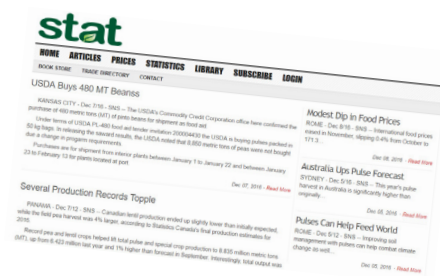 stat
HOME ARTICLES PRICES STATISTICS LIBRARY SUBSCRIBE LOGIN
BOOK STORE TRADE DIRECTORY CONTACT
USDA Buys 480 MT Beanss
KANSAS CITY - Dec 7/16 - SNS -- The USDA's Commodity Credit Corporation office here confirmed the
purchase of 480 metric tons (MT) of pinto beans for shipment as food aid.
Under terms of USDA PL-480 food aid tender invitation 2000004430 the USDA is buying pulses packed in
50 kg bags. In releasing the award results, the USDA noted that 8,860 metric tons of peas were not bought
due a change in progerm requirements
Purchases are for shipment from interior plants between January 1 to January 22 and between January
23 to February 13 for plants located at port
Dec 07, 2016 - Read More
Several Production Records Topple
PANAMA - Dec 7/12 - SNS -- Canadian lentil production ended up slightly lower than initially expected,
while the field pea harvest was 4% larger, according to Statistics Canada's final production estimates for
2016.
Record pea and lentil crops helped lift total pulse and special crop production to 8.835 million metric tons
(MT), up from 6.423 million last year and 1% higher than forecast in September. Interestingly, total output was
2016
Modest Dip in Food Prices
ROME - Dec 8/16 - SNS -- International food prices
eased in November, slipping 0.4% from October to
171.3 ...
Dec 08, 2016 - Read More
Australia Ups Pulse Forecast
SYDNEY - Dec 5/16 - SNS -- This year's pulse
harvest in Australia is significantly higher than
originally...
Dec 05, 2016 - Read More
Pulses Can Help Freed World
ROME - Dec 5/16 - SNS -- Improving soil
management with pulses can help combat climate
change as well...
Dec 05, 2016 - Read More